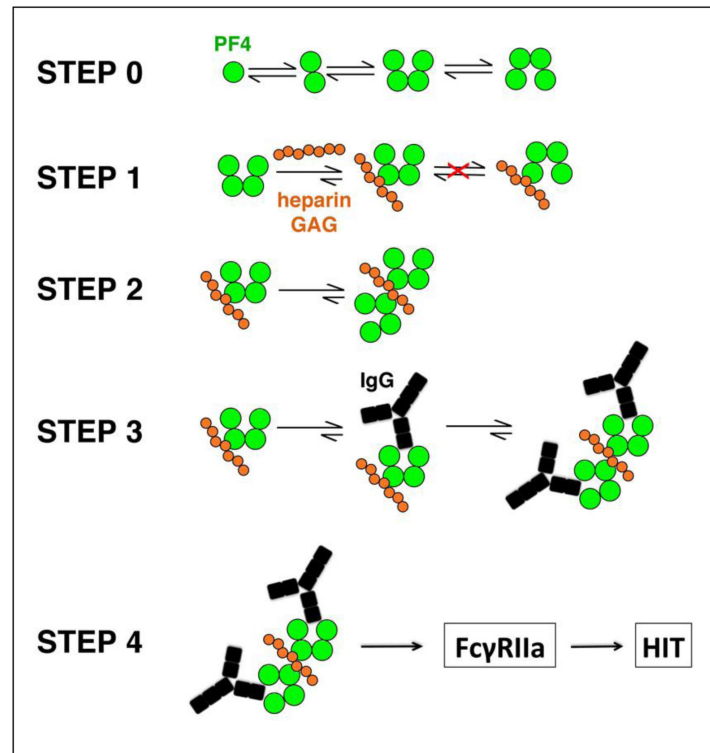 PF4
STEP 0
STEP 1
heparin
GAG
STEP 2
IgG
STEP 3
STEP 4
FcγRIIa
HIT